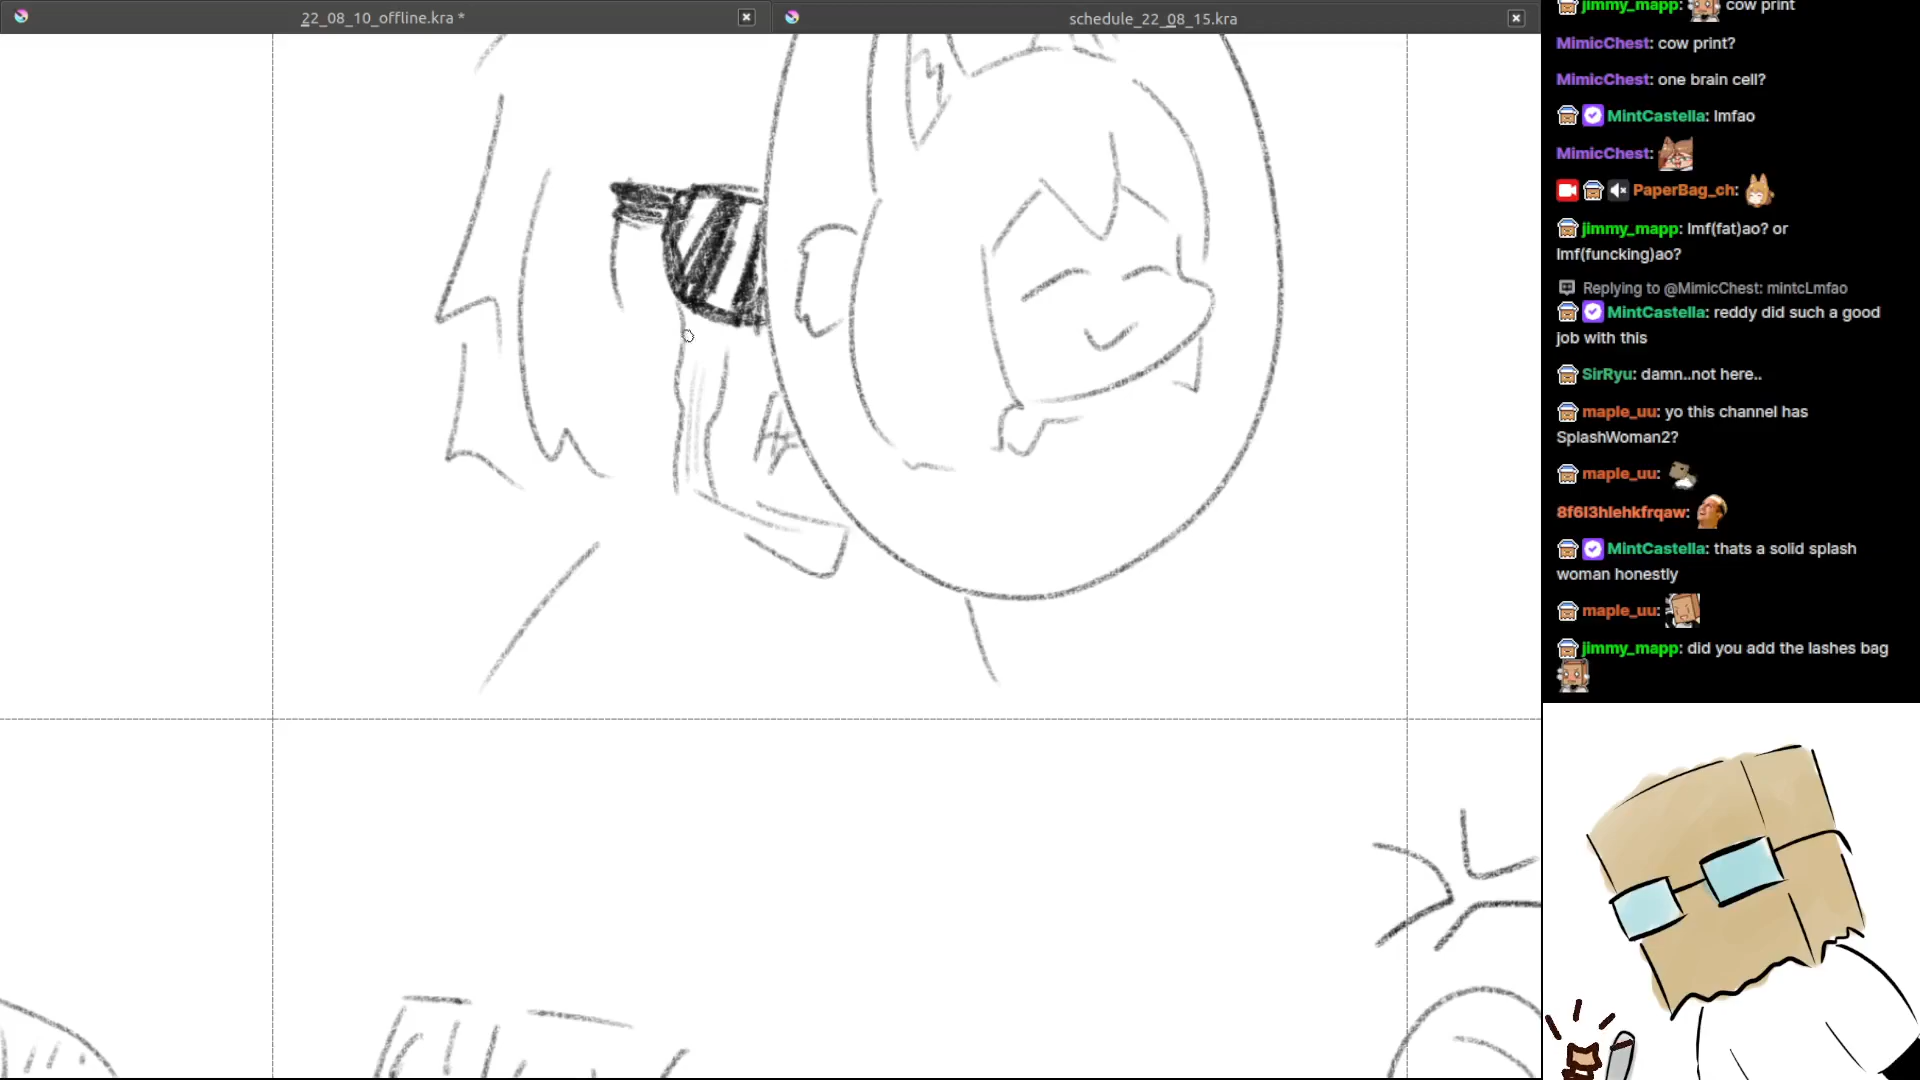 22_08_10_offline.kra *
schedule_22_08_15.kra
jimmy_mapp: cow print
MimicChest: cow print?
MimicChest: one brain cell?
MintCastella: lmfao
MimicChest:
PaperBag_ch:
jimmy_mapp: lmf(fat)ao? or
lmf(funcking)ao?
Replying to @MimicChest: mintcLmfao
MintCastella: reddy did such a good
job with this
SirRyu: damn..not here..
maple_uu: yo this channel has
SplashWoman2?
maple_uu:
8f6l3hlehkfrqaw:
MintCastella: thats a solid splash
woman honestly
maple_uu:
jimmy_mapp: did you add the lashes bag